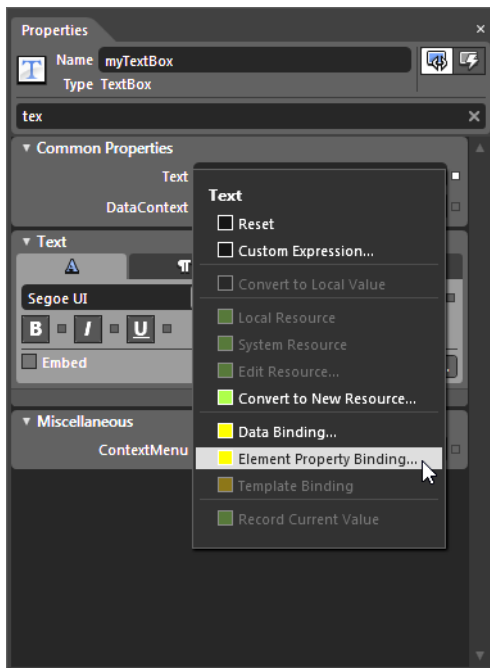 Properties
Name myTextBox
Type TextBox
tex
Common Properties
Text
DataContext
Text
Reset
Custom Expression...
Convert to Local Value
Local Resource
System Resource
Edit Resource...
Convert to New Resource...
Data Binding...
Element Property Binding...
Template Binding
Record Current Value
Text
A ¶
Segoe UI
B I U
Embed
Miscellaneous
ContextMenu